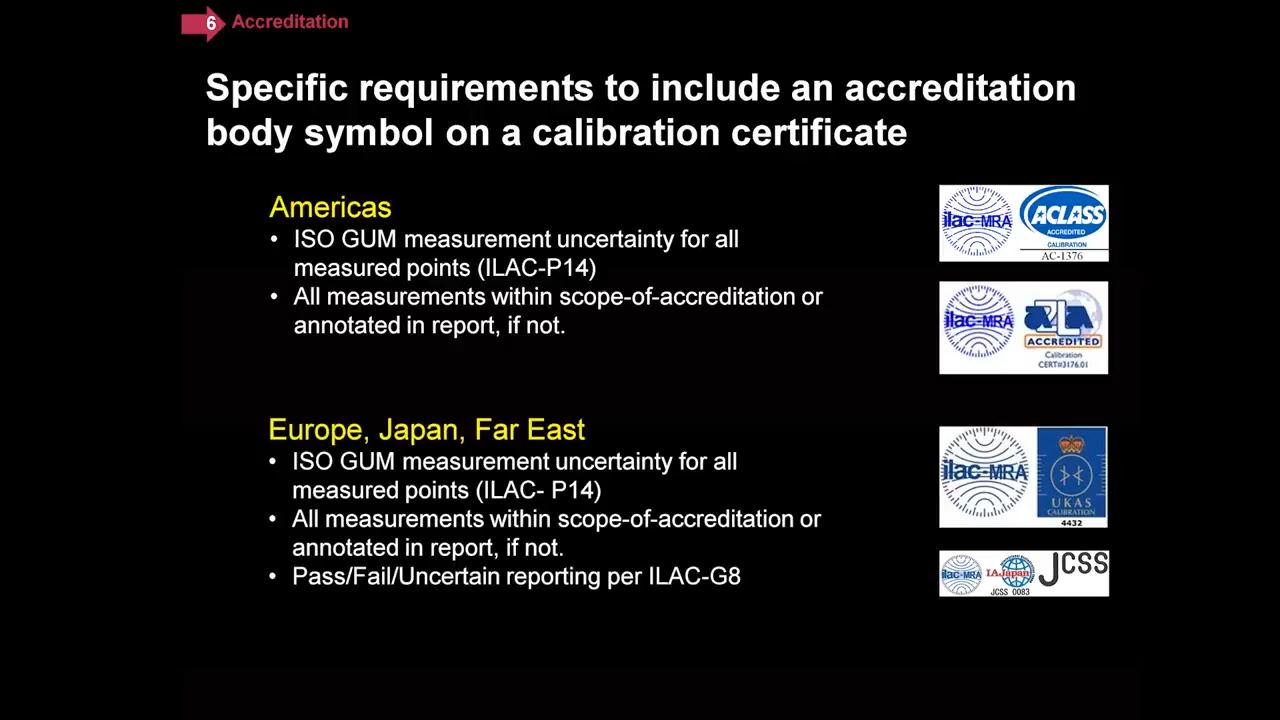 6 Accreditation
Specific requirements to include an accreditation
body symbol on a calibration certificate
Americas
• ISO GUM measurement uncertainty for all
measured points (ILAC-P14)
• All measurements within scope-of-accreditation or
annotated in report, if not.
ilac-MRA
ACLASS
ACCREDITED
CALIBRATION
AC-1376
ilac-MRA
A2LA
ACCREDITED
Calibration
CERT#3176.01
Europe, Japan, Far East
• ISO GUM measurement uncertainty for all
measured points (ILAC- P14)
• All measurements within scope-of-accreditation or
annotated in report, if not.
• Pass/Fail/Uncertain reporting per ILAC-G8
ilac-MRA
UKAS
CALIBRATION
4432
ilac-MRA
IAJapan
JCSS 0083
JCSS